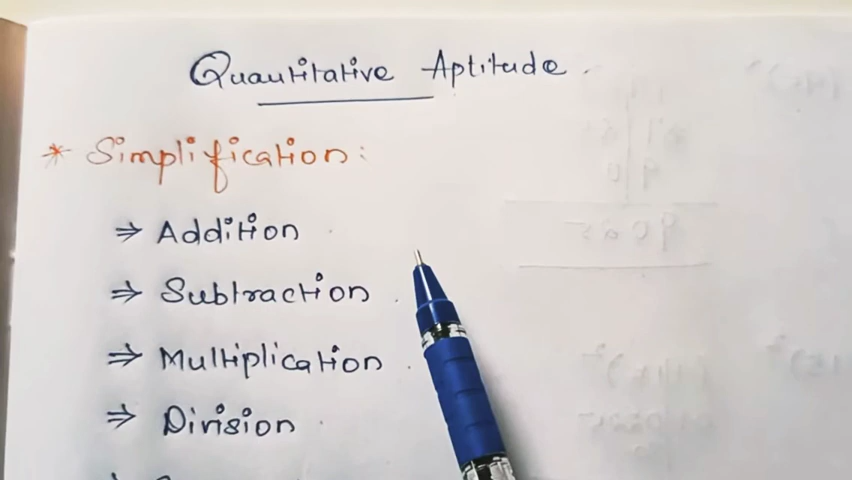 Quantitative Aptitude.
* Simplification:
⇒ Addition
⇒ Subtraction
⇒ Multiplication
⇒ Division